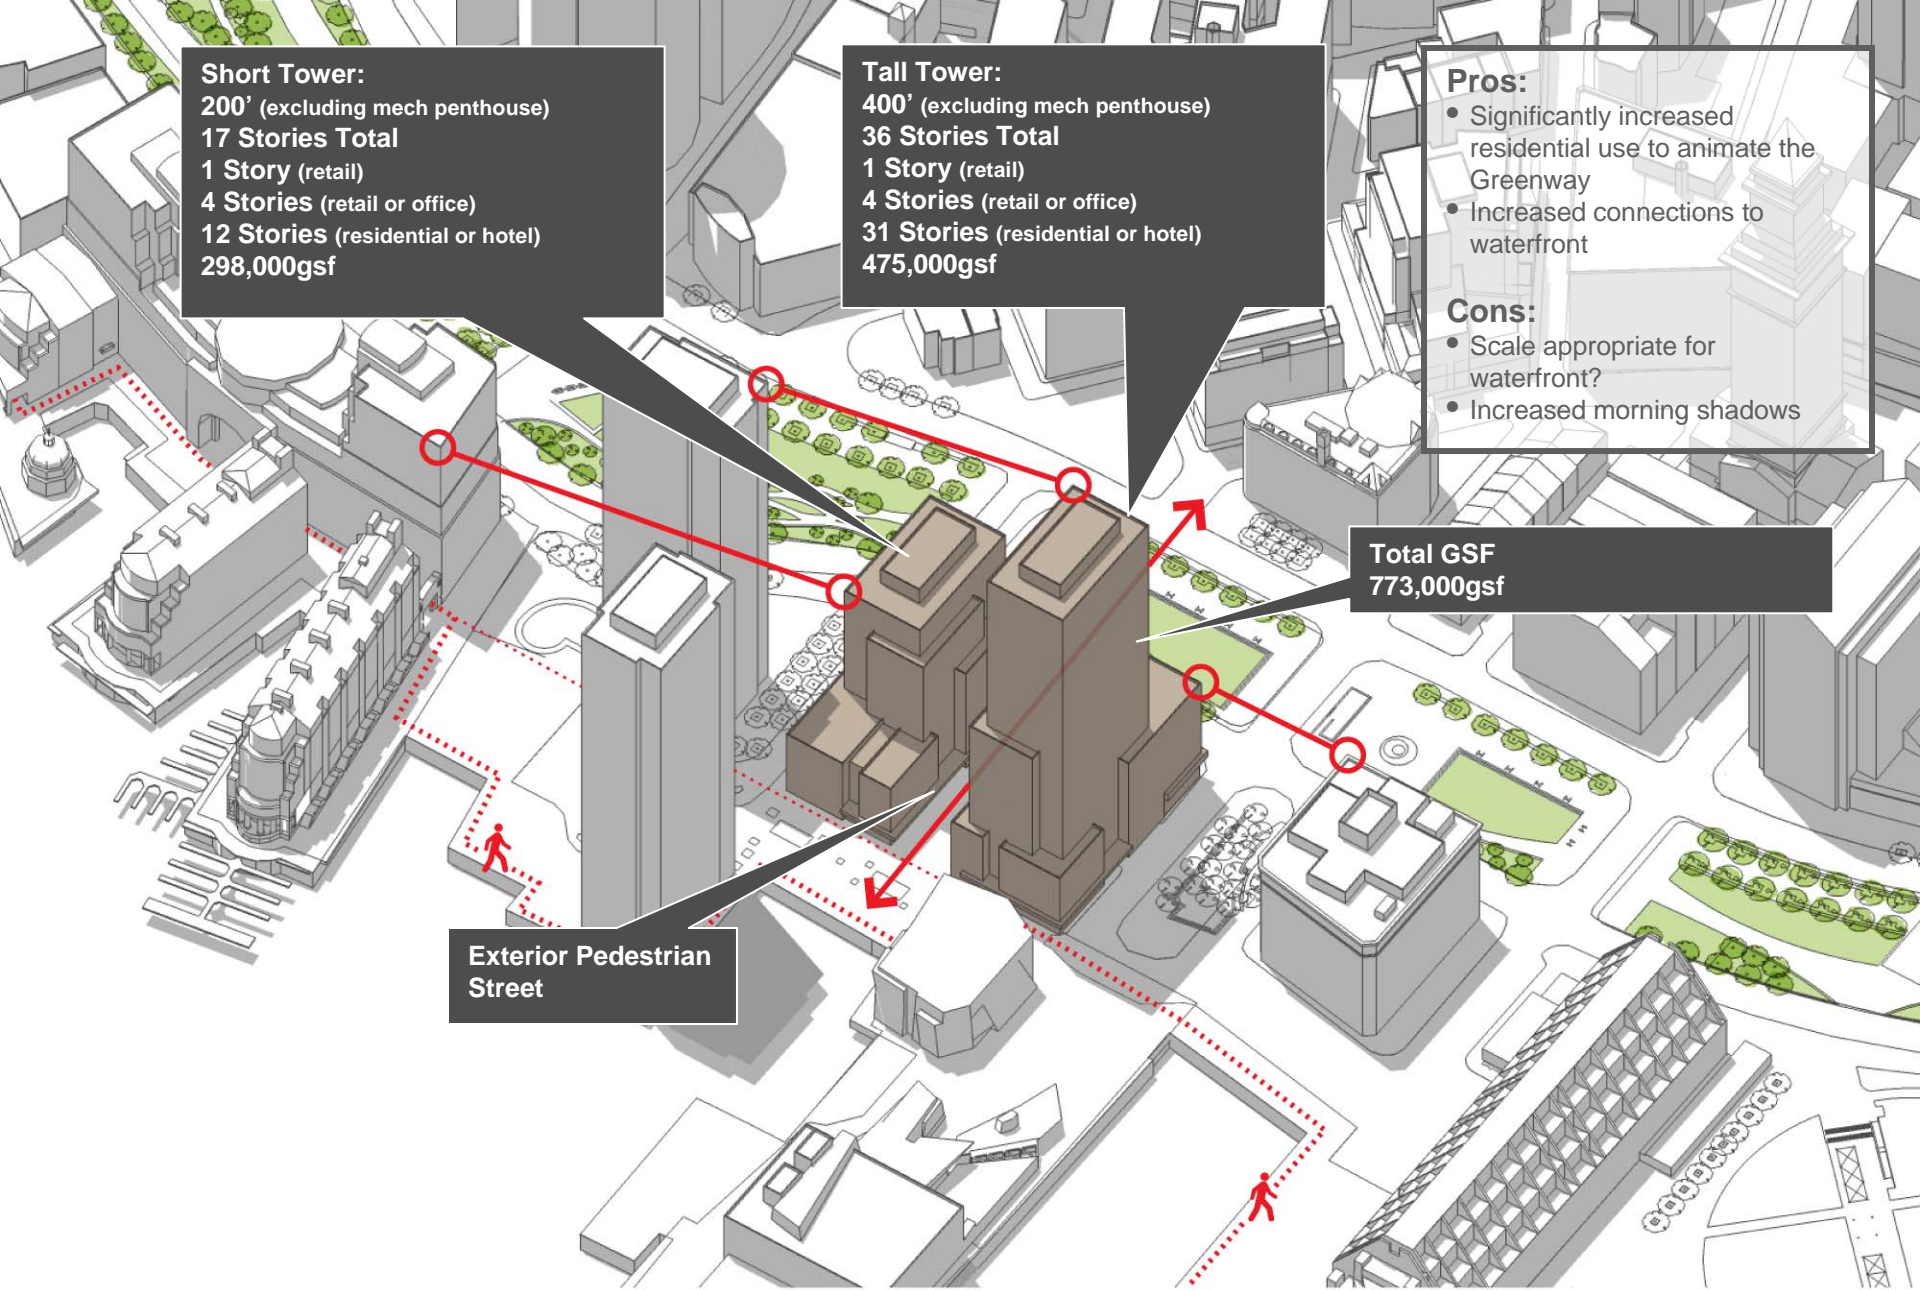 Short Tower:
200’ (excluding mech penthouse)
17 Stories Total
1 Story (retail)
4 Stories (retail or office)
12 Stories (residential or hotel)
298,000gsf
Tall Tower:
400’ (excluding mech penthouse)
36 Stories Total
1 Story (retail)
4 Stories (retail or office)
31 Stories (residential or hotel)
475,000gsf
Pros:
• Significantly increased
residential use to animate the
Greenway
• Increased connections to
waterfront
Cons:
• Scale appropriate for
waterfront?
• Increased morning shadows
Total GSF
773,000gsf
Exterior Pedestrian
Street